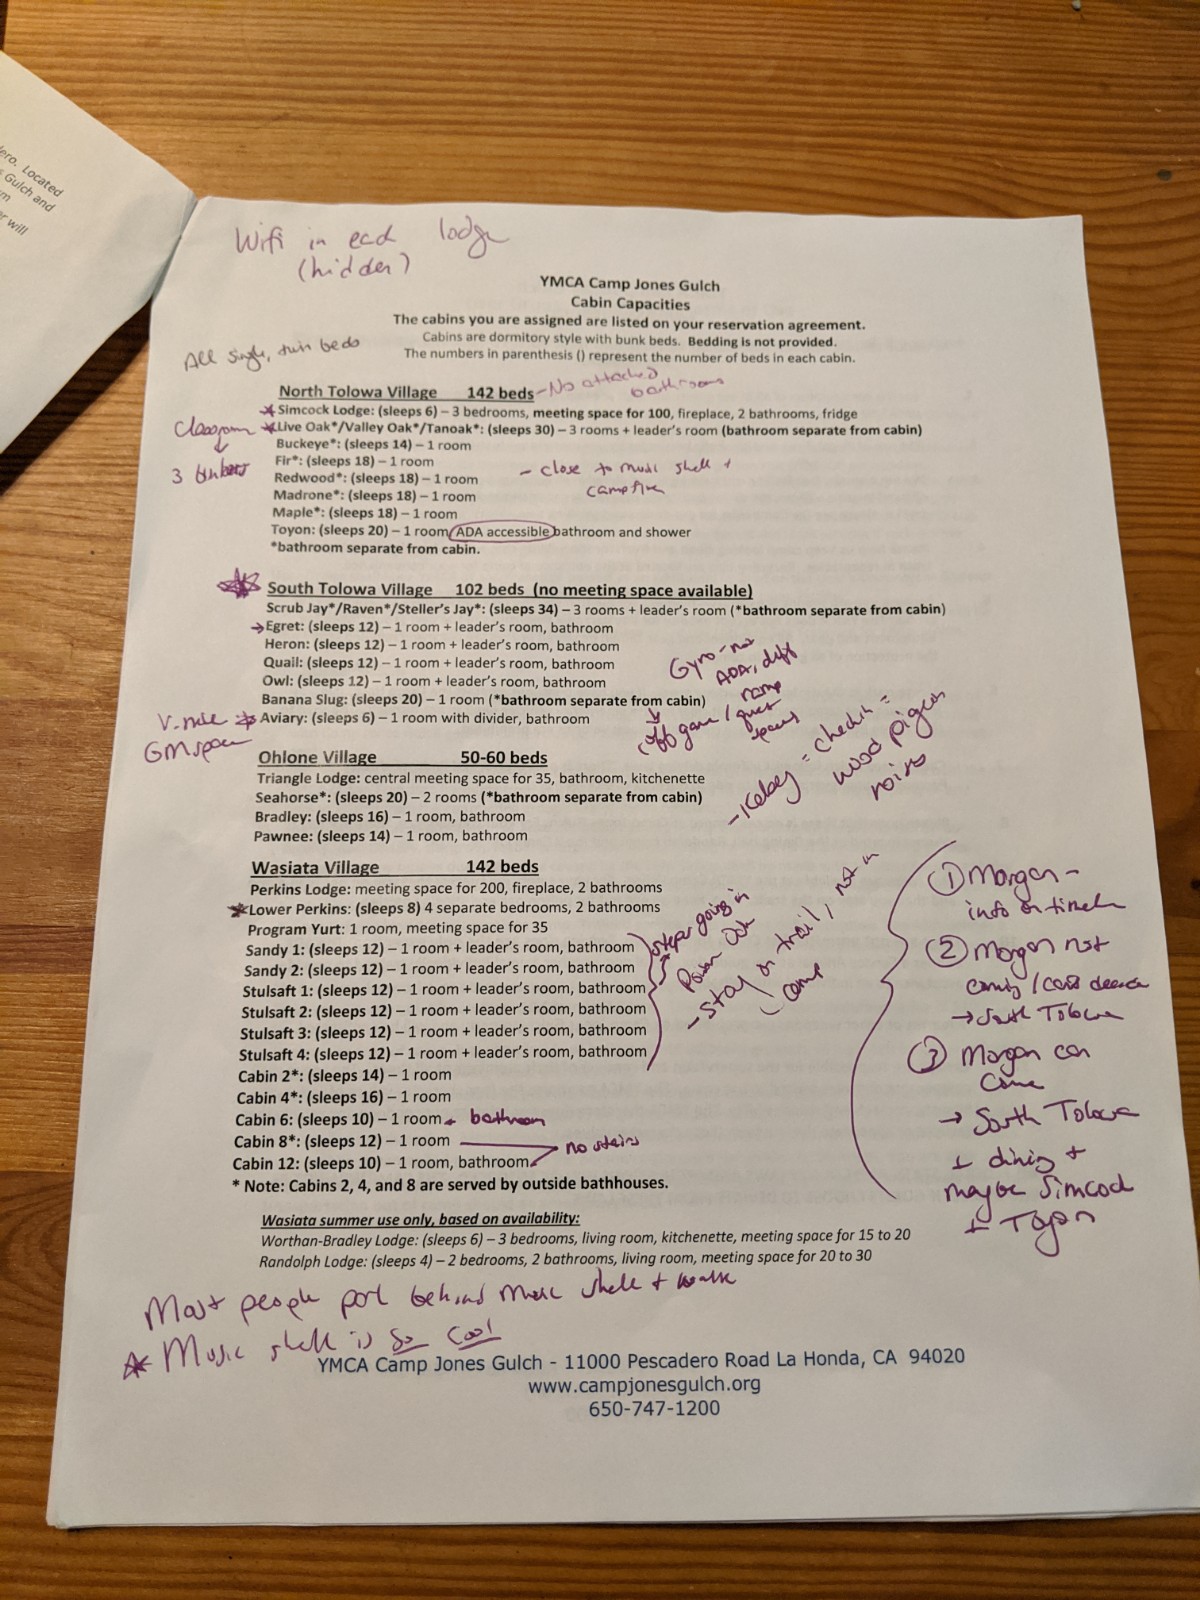 ero. Located
Gulch and
m
r will
Wifi in each lodge
(hidden)
YMCA Camp Jones Gulch
Cabin Capacities
The cabins you are assigned are listed on your reservation agreement.
Cabins are dormitory style with bunk beds. Bedding is not provided.
The numbers in parenthesis () represent the number of beds in each cabin.
All single, twin beds
North Tolowa Village 142 beds - No attached bathrooms
Simcock Lodge: (sleeps 6) – 3 bedrooms, meeting space for 100, fireplace, 2 bathrooms, fridge
Classroom
Live Oak*/Valley Oak*/Tanoak*: (sleeps 30) – 3 rooms + leader's room (bathroom separate from cabin)
Buckeye*: (sleeps 14) – 1 room
Fir*: (sleeps 18) – 1 room
3
Redwood*: (sleeps 18) – 1 room
- close to music shell +
campfire
Madrone*: (sleeps 18) – 1 room
Maple*: (sleeps 18) – 1 room
Toyon: (sleeps 20) – 1 room, ADA accessible bathroom and shower
*bathroom separate from cabin.
South Tolowa Village 102 beds (no meeting space available)
Scrub Jay*/Raven*/Steller's Jay*: (sleeps 34) – 3 rooms + leader's room (*bathroom separate from cabin)
→ Egret: (sleeps 12) – 1 room + leader's room, bathroom
Heron: (sleeps 12) – 1 room + leader's room, bathroom
Quail: (sleeps 12) – 1 room + leader's room, bathroom
Owl: (sleeps 12) – 1 room + leader's room, bathroom
Banana Slug: (sleeps 20) – 1 room (*bathroom separate from cabin)
V. nice
Aviary: (sleeps 6) – 1 room with divider, bathroom
GM space
Gyro - not
ADA, diff
ramp
game / quiet
spaces
- Kelsey = check in =
wood pigeon
noises
Ohlone Village 50-60 beds
Triangle Lodge: central meeting space for 35, bathroom, kitchenette
Seahorse*: (sleeps 20) – 2 rooms (*bathroom separate from cabin)
Bradley: (sleeps 16) – 1 room, bathroom
Pawnee: (sleeps 14) – 1 room, bathroom
Wasiata Village 142 beds
Perkins Lodge: meeting space for 200, fireplace, 2 bathrooms
Lower Perkins: (sleeps 8) 4 separate bedrooms, 2 bathrooms
Program Yurt: 1 room, meeting space for 35
Sandy 1: (sleeps 12) – 1 room + leader's room, bathroom
Sandy 2: (sleeps 12) – 1 room + leader's room, bathroom
Stulsaft 1: (sleeps 12) – 1 room + leader's room, bathroom
Stulsaft 2: (sleeps 12) – 1 room + leader's room, bathroom
Stulsaft 3: (sleeps 12) – 1 room + leader's room, bathroom
Stulsaft 4: (sleeps 12) – 1 room + leader's room, bathroom
steps going in
Poison Oak
- stay on trail, not in
camp
Cabin 2*: (sleeps 14) – 1 room
Cabin 4*: (sleeps 16) – 1 room
Cabin 6: (sleeps 10) – 1 room bathroom
Cabin 8*: (sleeps 12) – 1 room
no stairs
Cabin 12: (sleeps 10) – 1 room, bathroom
* Note: Cabins 2, 4, and 8 are served by outside bathhouses.
① Morgan -
info on timeline
② Morgan not
coming /
→ South Tolowa
③ Morgan can
come
→ South Tolowa
+ dining +
maybe Simcock
+ Toyon
Wasiata summer use only, based on availability:
Worthan-Bradley Lodge: (sleeps 6) – 3 bedrooms, living room, kitchenette, meeting space for 15 to 20
Randolph Lodge: (sleeps 4) – 2 bedrooms, 2 bathrooms, living room, meeting space for 20 to 30
Most people park behind music shell + walk
Music shell is so cool
YMCA Camp Jones Gulch - 11000 Pescadero Road La Honda, CA 94020
www.campjonesgulch.org
650-747-1200